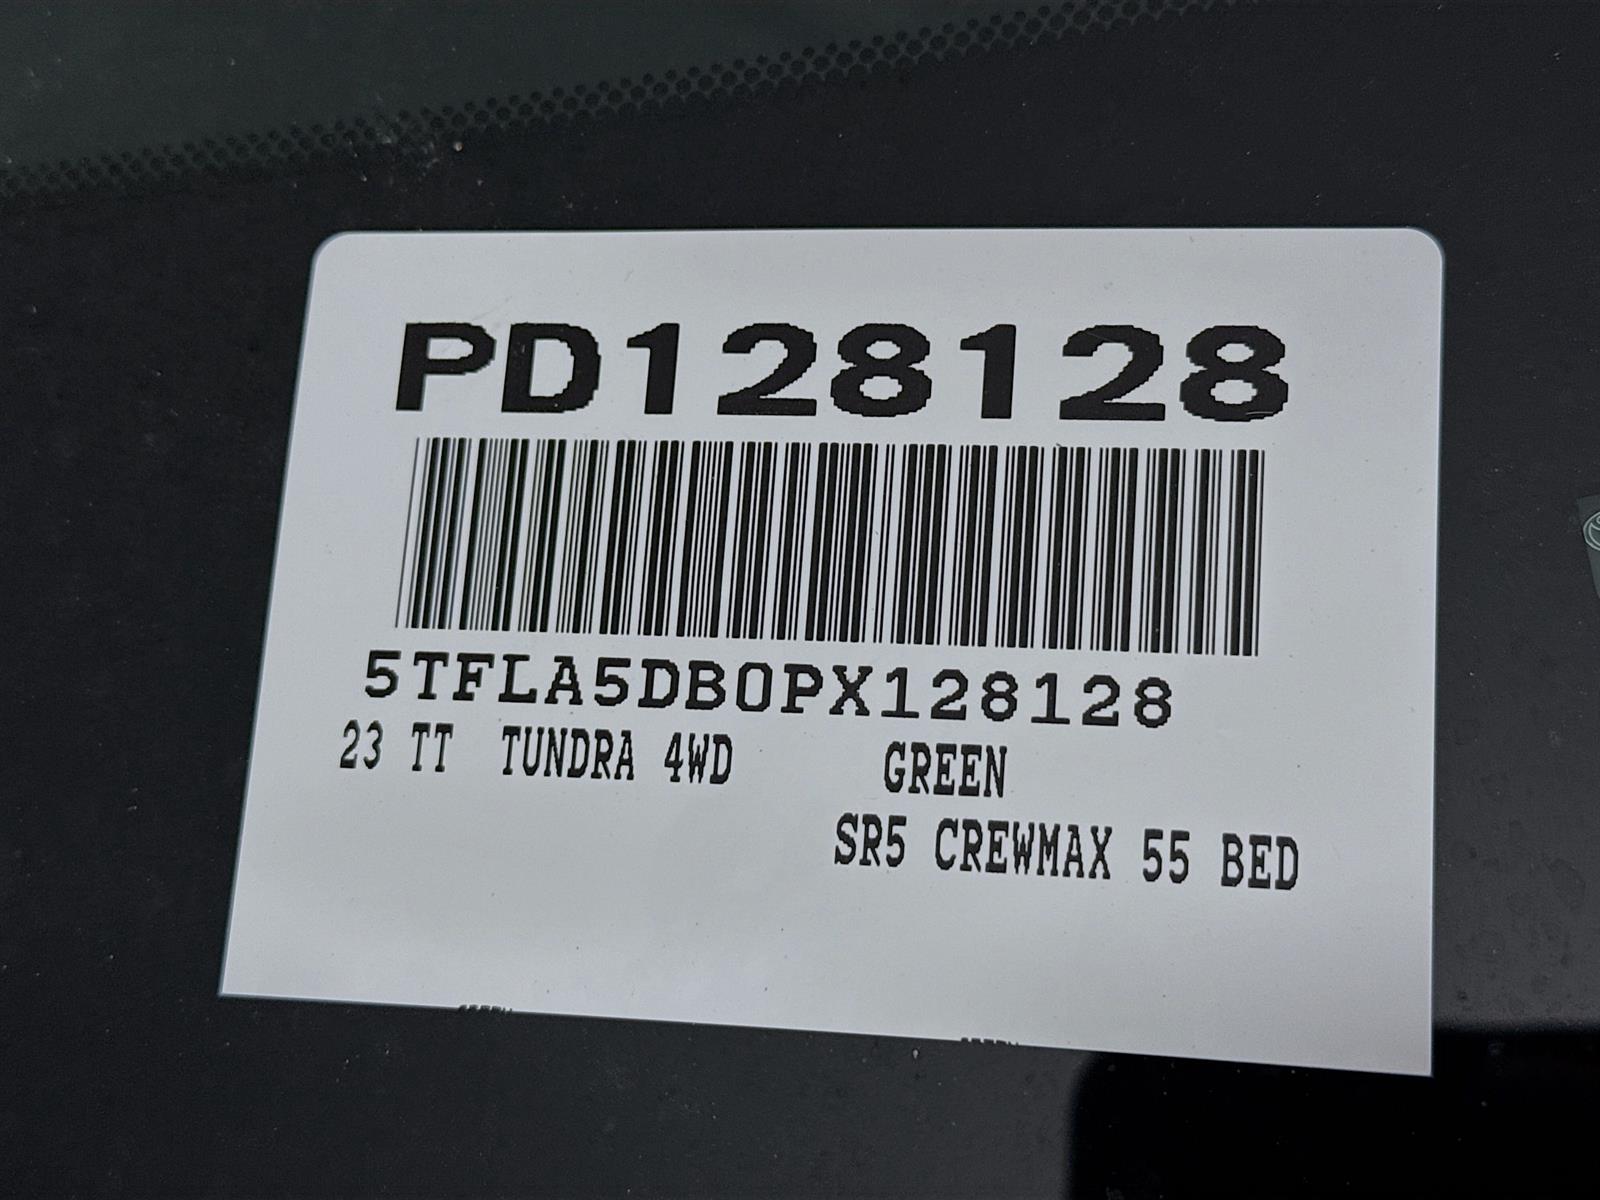 PD128128
5TFLA5DB0PX128128
23 TT TUNDRA 4WD GREEN
SR5 CREWMAX 55 BED